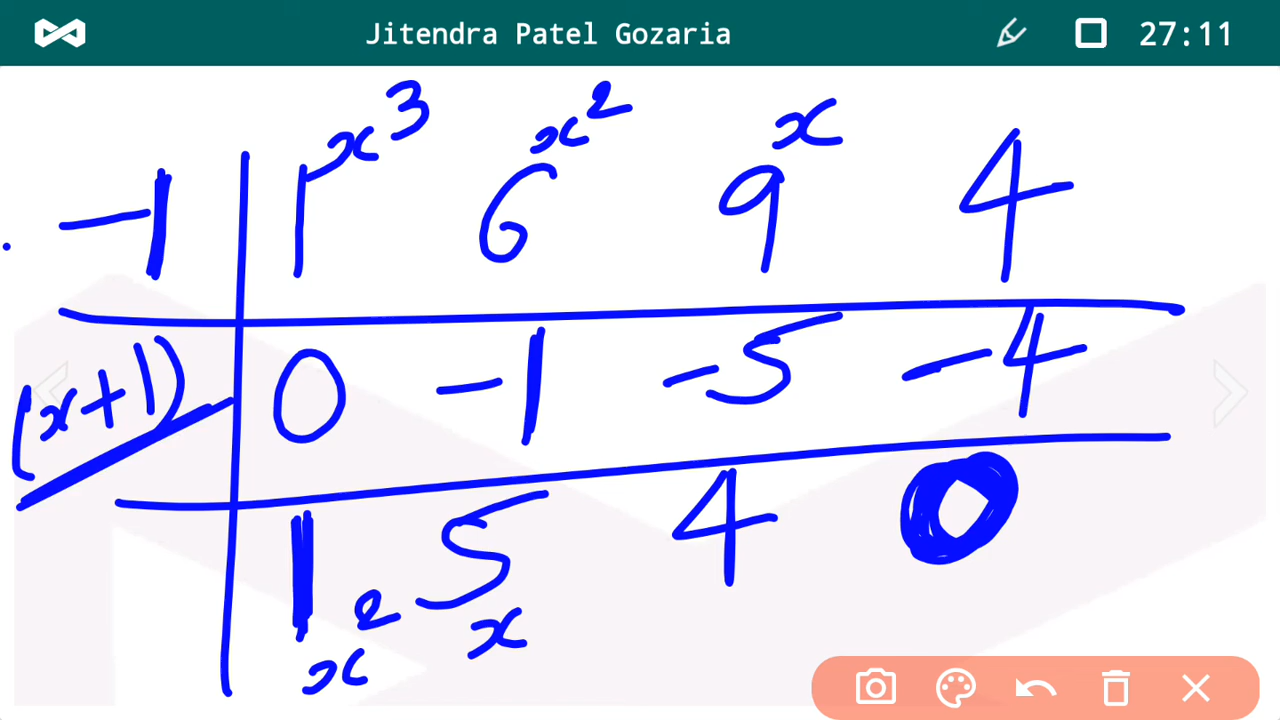 Jitendra Patel Gozaria 27:11
x³ x² x
-1 1 6 9 4
(x+1) 0 -1 -5 -4
1 5 4 0
x² x